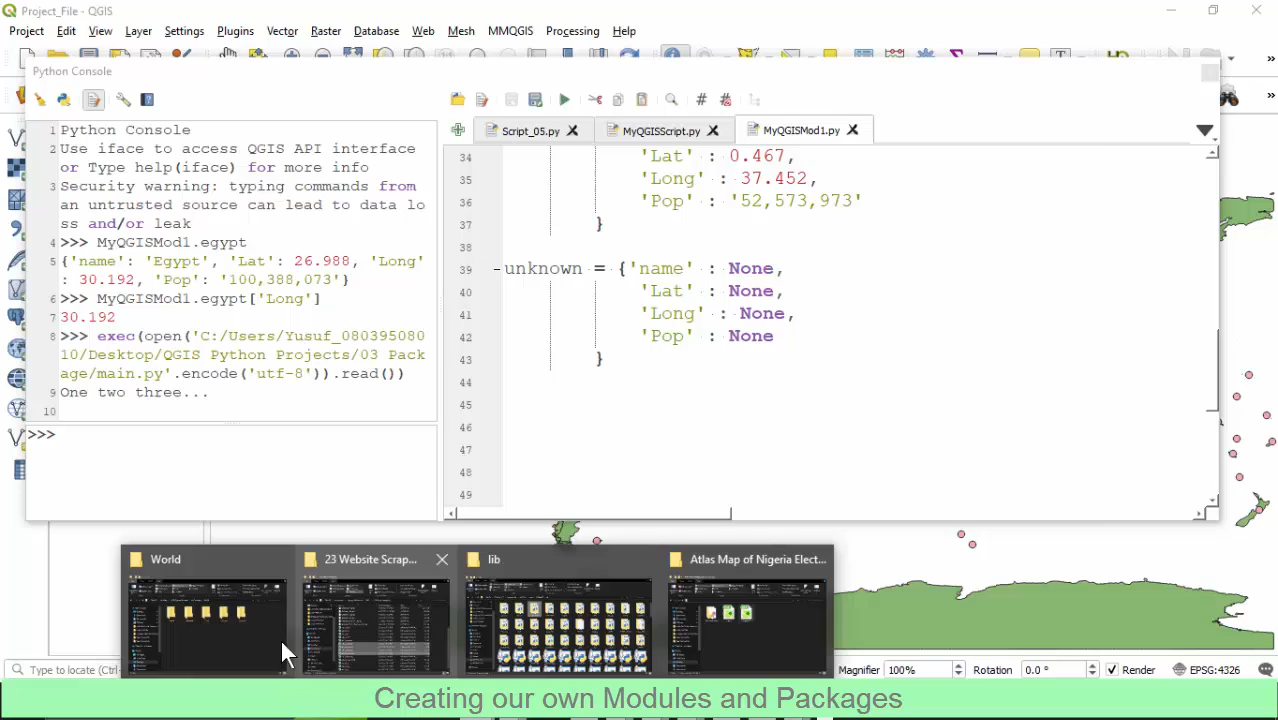 Project_File - QGIS
Project Edit View Layer Settings Plugins Vector Raster Database Web Mesh MMQGIS Processing Help
Python Console
Script_05.py
MyQGISScript.py
MyQGISMod1.py
1 Python Console
2 Use iface to access QGIS API interface
or Type help(iface) for more info
3 Security warning: typing commands from
an untrusted source can lead to data lo
ss and/or leak
4 >>> MyQGISMod1.egypt
5 {'name': 'Egypt', 'Lat': 26.988, 'Long'
: 30.192, 'Pop': '100,388,073'}
6 >>> MyQGISMod1.egypt['Long']
7 30.192
8 >>> exec(open('C:/Users/Yusuf_080395080
10/Desktop/QGIS Python Projects/03 Pack
age/main.py'.encode('utf-8')).read())
9 One two three...
10
>>>
34 'Lat' : 0.467,
35 'Long' : 37.452,
36 'Pop' : '52,573,973'
37 }
38
39 unknown = {'name' : None,
40 'Lat' : None,
41 'Long' : None,
42 'Pop' : None
43 }
44
45
46
47
48
49
World
23 Website Scrap...
lib
Atlas Map of Nigeria Elect...
Type to locate (Ctrl-
Magnifier 100% Rotation 0.0 ° Render EPSG:4326
Creating our own Modules and Packages